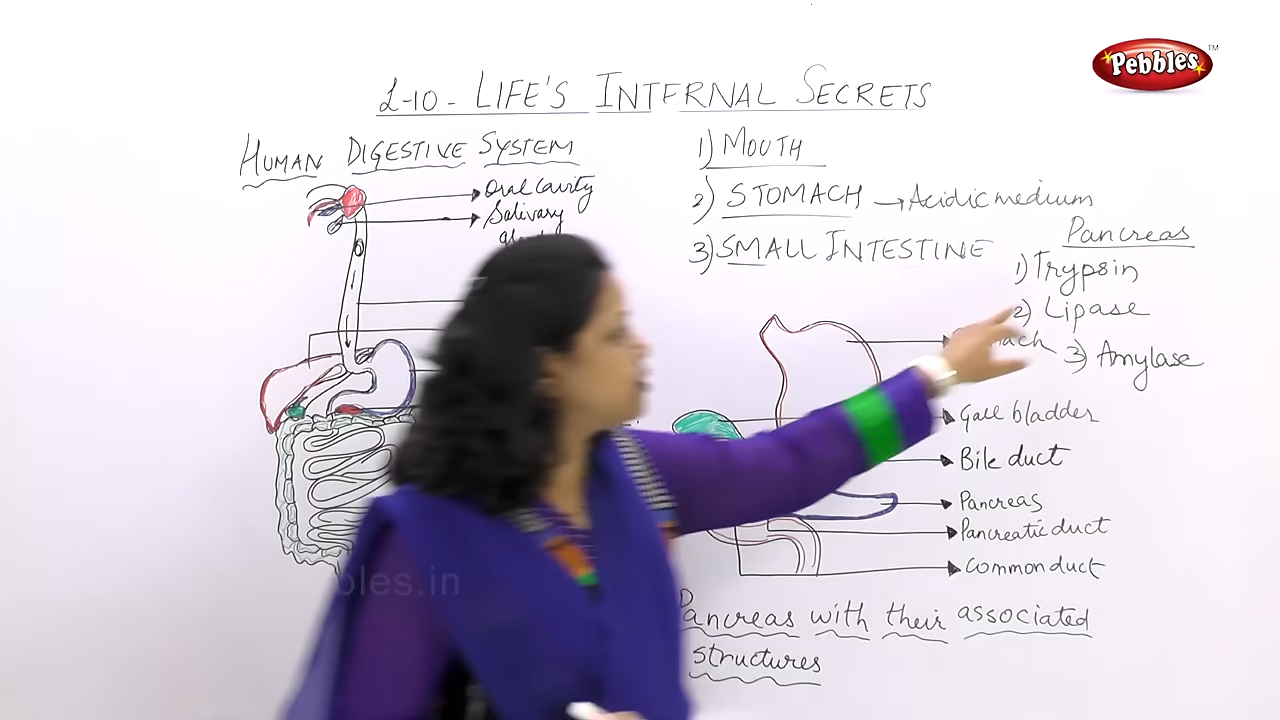 Pebbles™
L-10 - LIFE'S INTERNAL SECRETS
HUMAN DIGESTIVE SYSTEM
Oral cavity
Salivary
1) MOUTH
2) STOMACH → Acidic medium
3) SMALL INTESTINE
Pancreas
1) Trypsin
2) Lipase
3) Amylase
Gall bladder
Bile duct
Pancreas
Pancreatic duct
Common duct
Pancreas with their associated
structures